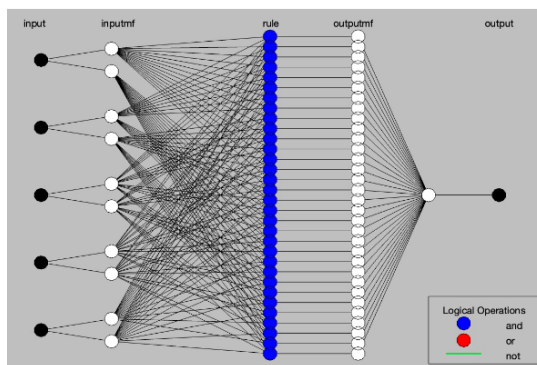 input inputmf rule outputmf output
Logical Operations
and
or
not